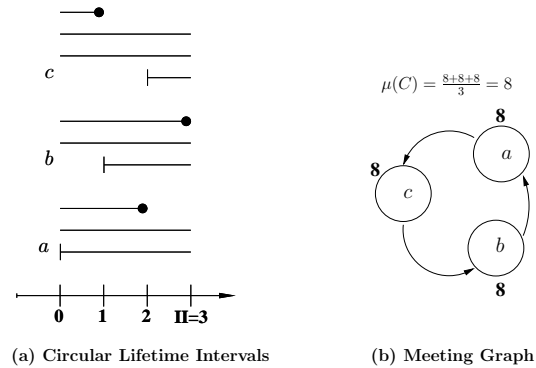 c
b
a
0 1 2 II=3
(a) Circular Lifetime Intervals
μ(C) = 8+8+8/3 = 8
8
a
8
c
b
8
(b) Meeting Graph